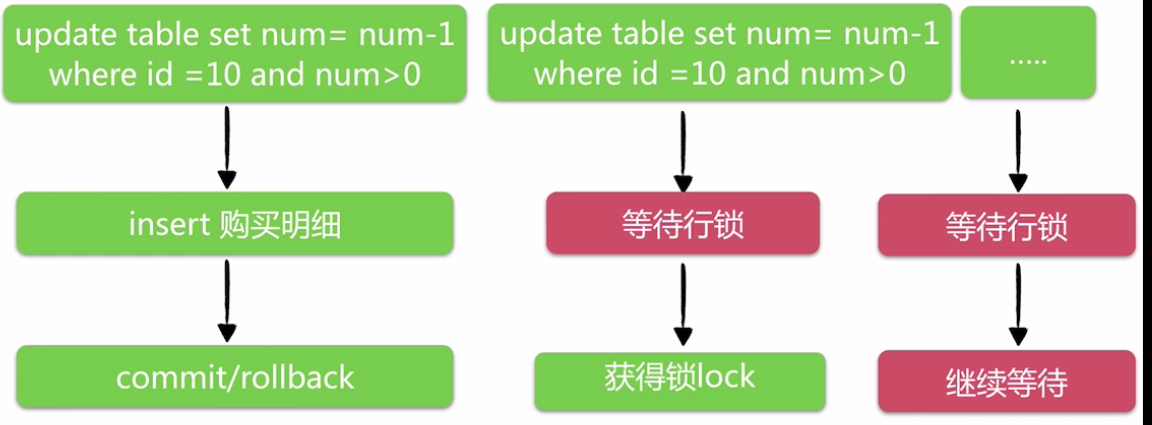 update table set num= num-1
where id =10 and num>0
update table set num= num-1
where id =10 and num>0
.....
insert 购买明细
等待行锁
等待行锁
commit/rollback
获得锁lock
继续等待